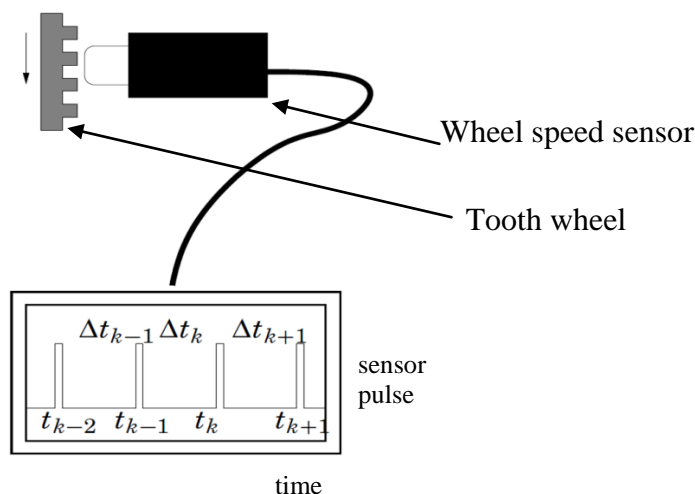 Wheel speed sensor
Tooth wheel
Δt_{k−1} Δt_k Δt_{k+1}
t_{k−2} t_{k−1} t_k t_{k+1}
sensor
pulse
time